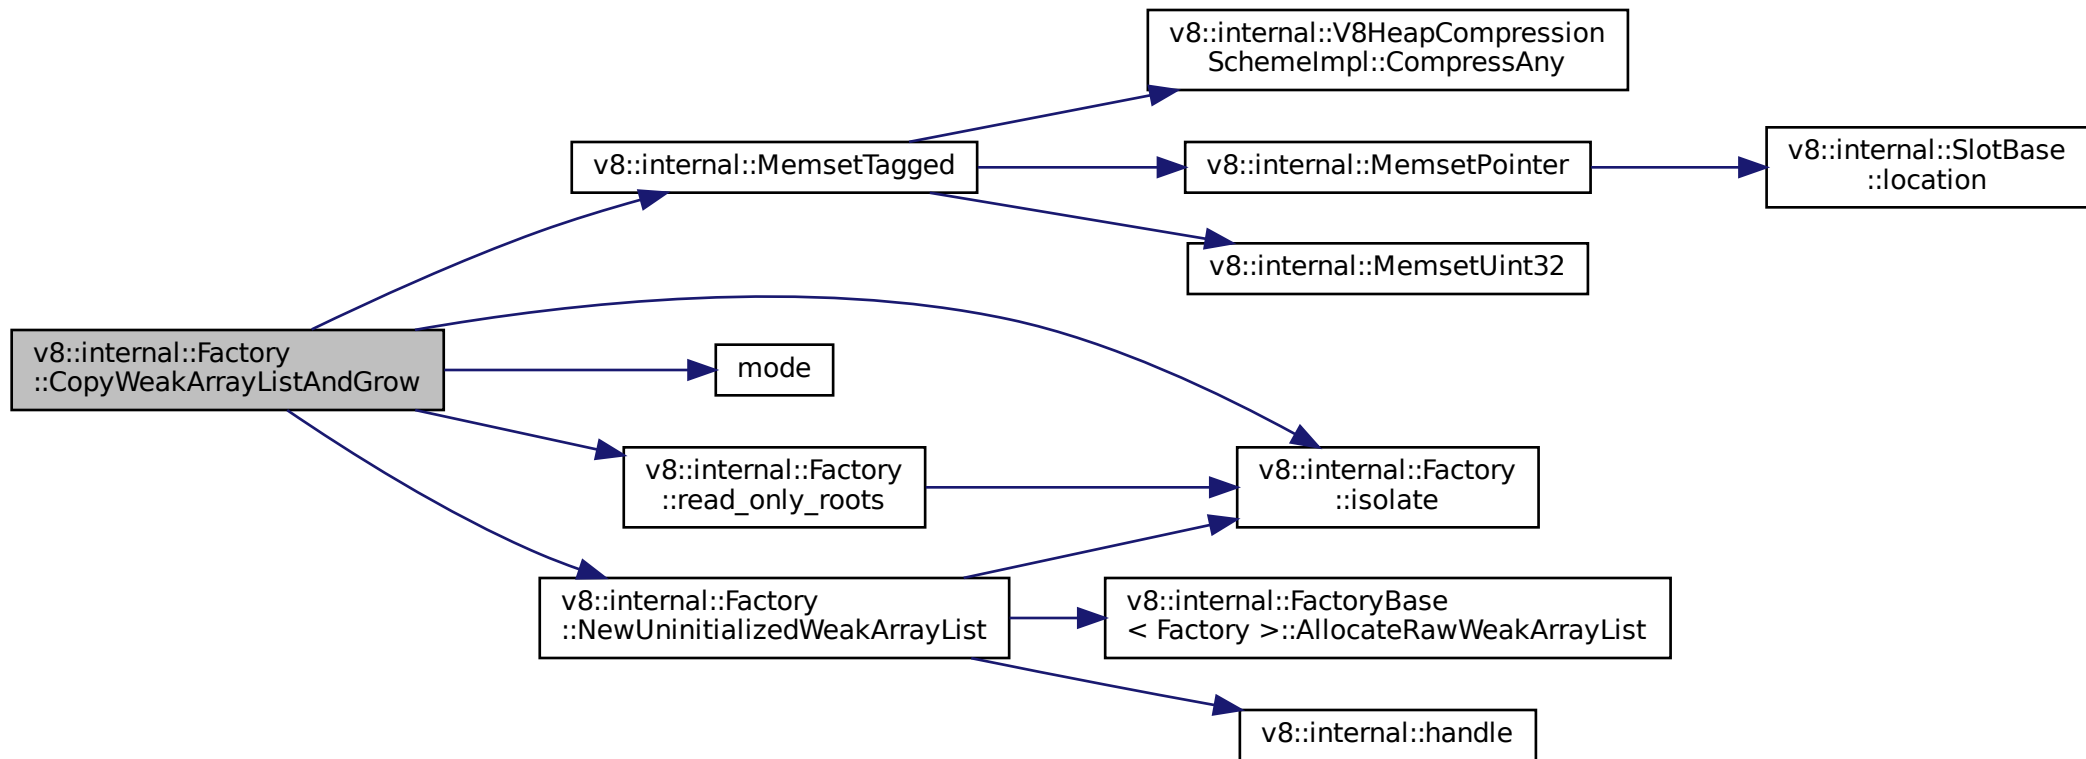 v8::internal::V8HeapCompression
SchemeImpl::CompressAny
v8::internal::MemsetTagged
v8::internal::MemsetPointer
v8::internal::SlotBase
::location
v8::internal::MemsetUint32
v8::internal::Factory
::CopyWeakArrayListAndGrow
mode
v8::internal::Factory
::read_only_roots
v8::internal::Factory
::isolate
v8::internal::Factory
::NewUninitializedWeakArrayList
v8::internal::FactoryBase
< Factory >::AllocateRawWeakArrayList
v8::internal::handle